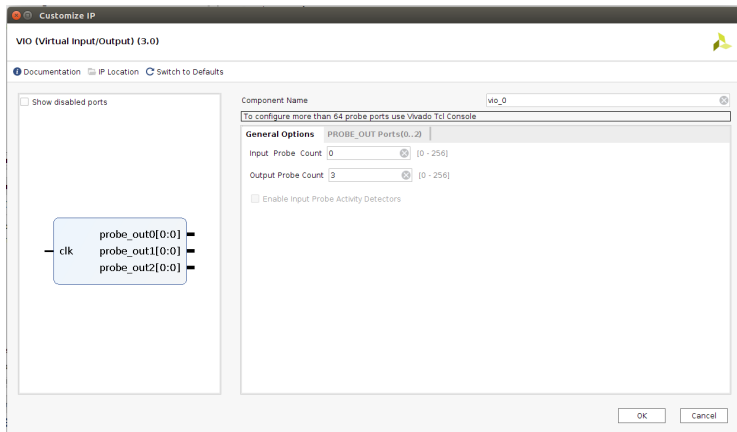 Customize IP
VIO (Virtual Input/Output) (3.0)
Documentation IP Location Switch to Defaults
Show disabled ports
clk
probe_out0[0:0]
probe_out1[0:0]
probe_out2[0:0]
Component Name vio_0
To configure more than 64 probe ports use Vivado Tcl Console
General Options PROBE_OUT Ports(0..2)
Input Probe Count 0 [0 - 256]
Output Probe Count 3 [0 - 256]
Enable Input Probe Activity Detectors
OK Cancel